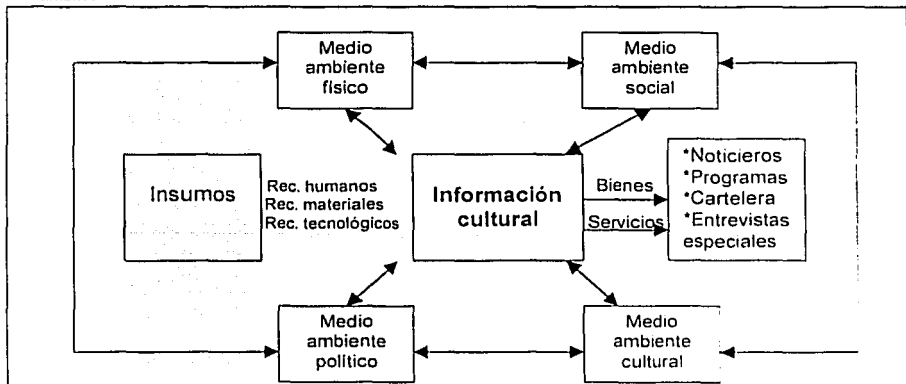 Medio
ambiente
físico
Medio
ambiente
social
Insumos
Rec. humanos
Rec. materiales
Rec. tecnológicos
Información
cultural
Bienes
Servicios
*Noticieros
*Programas
*Cartelera
*Entrevistas
especiales
Medio
ambiente
político
Medio
ambiente
cultural